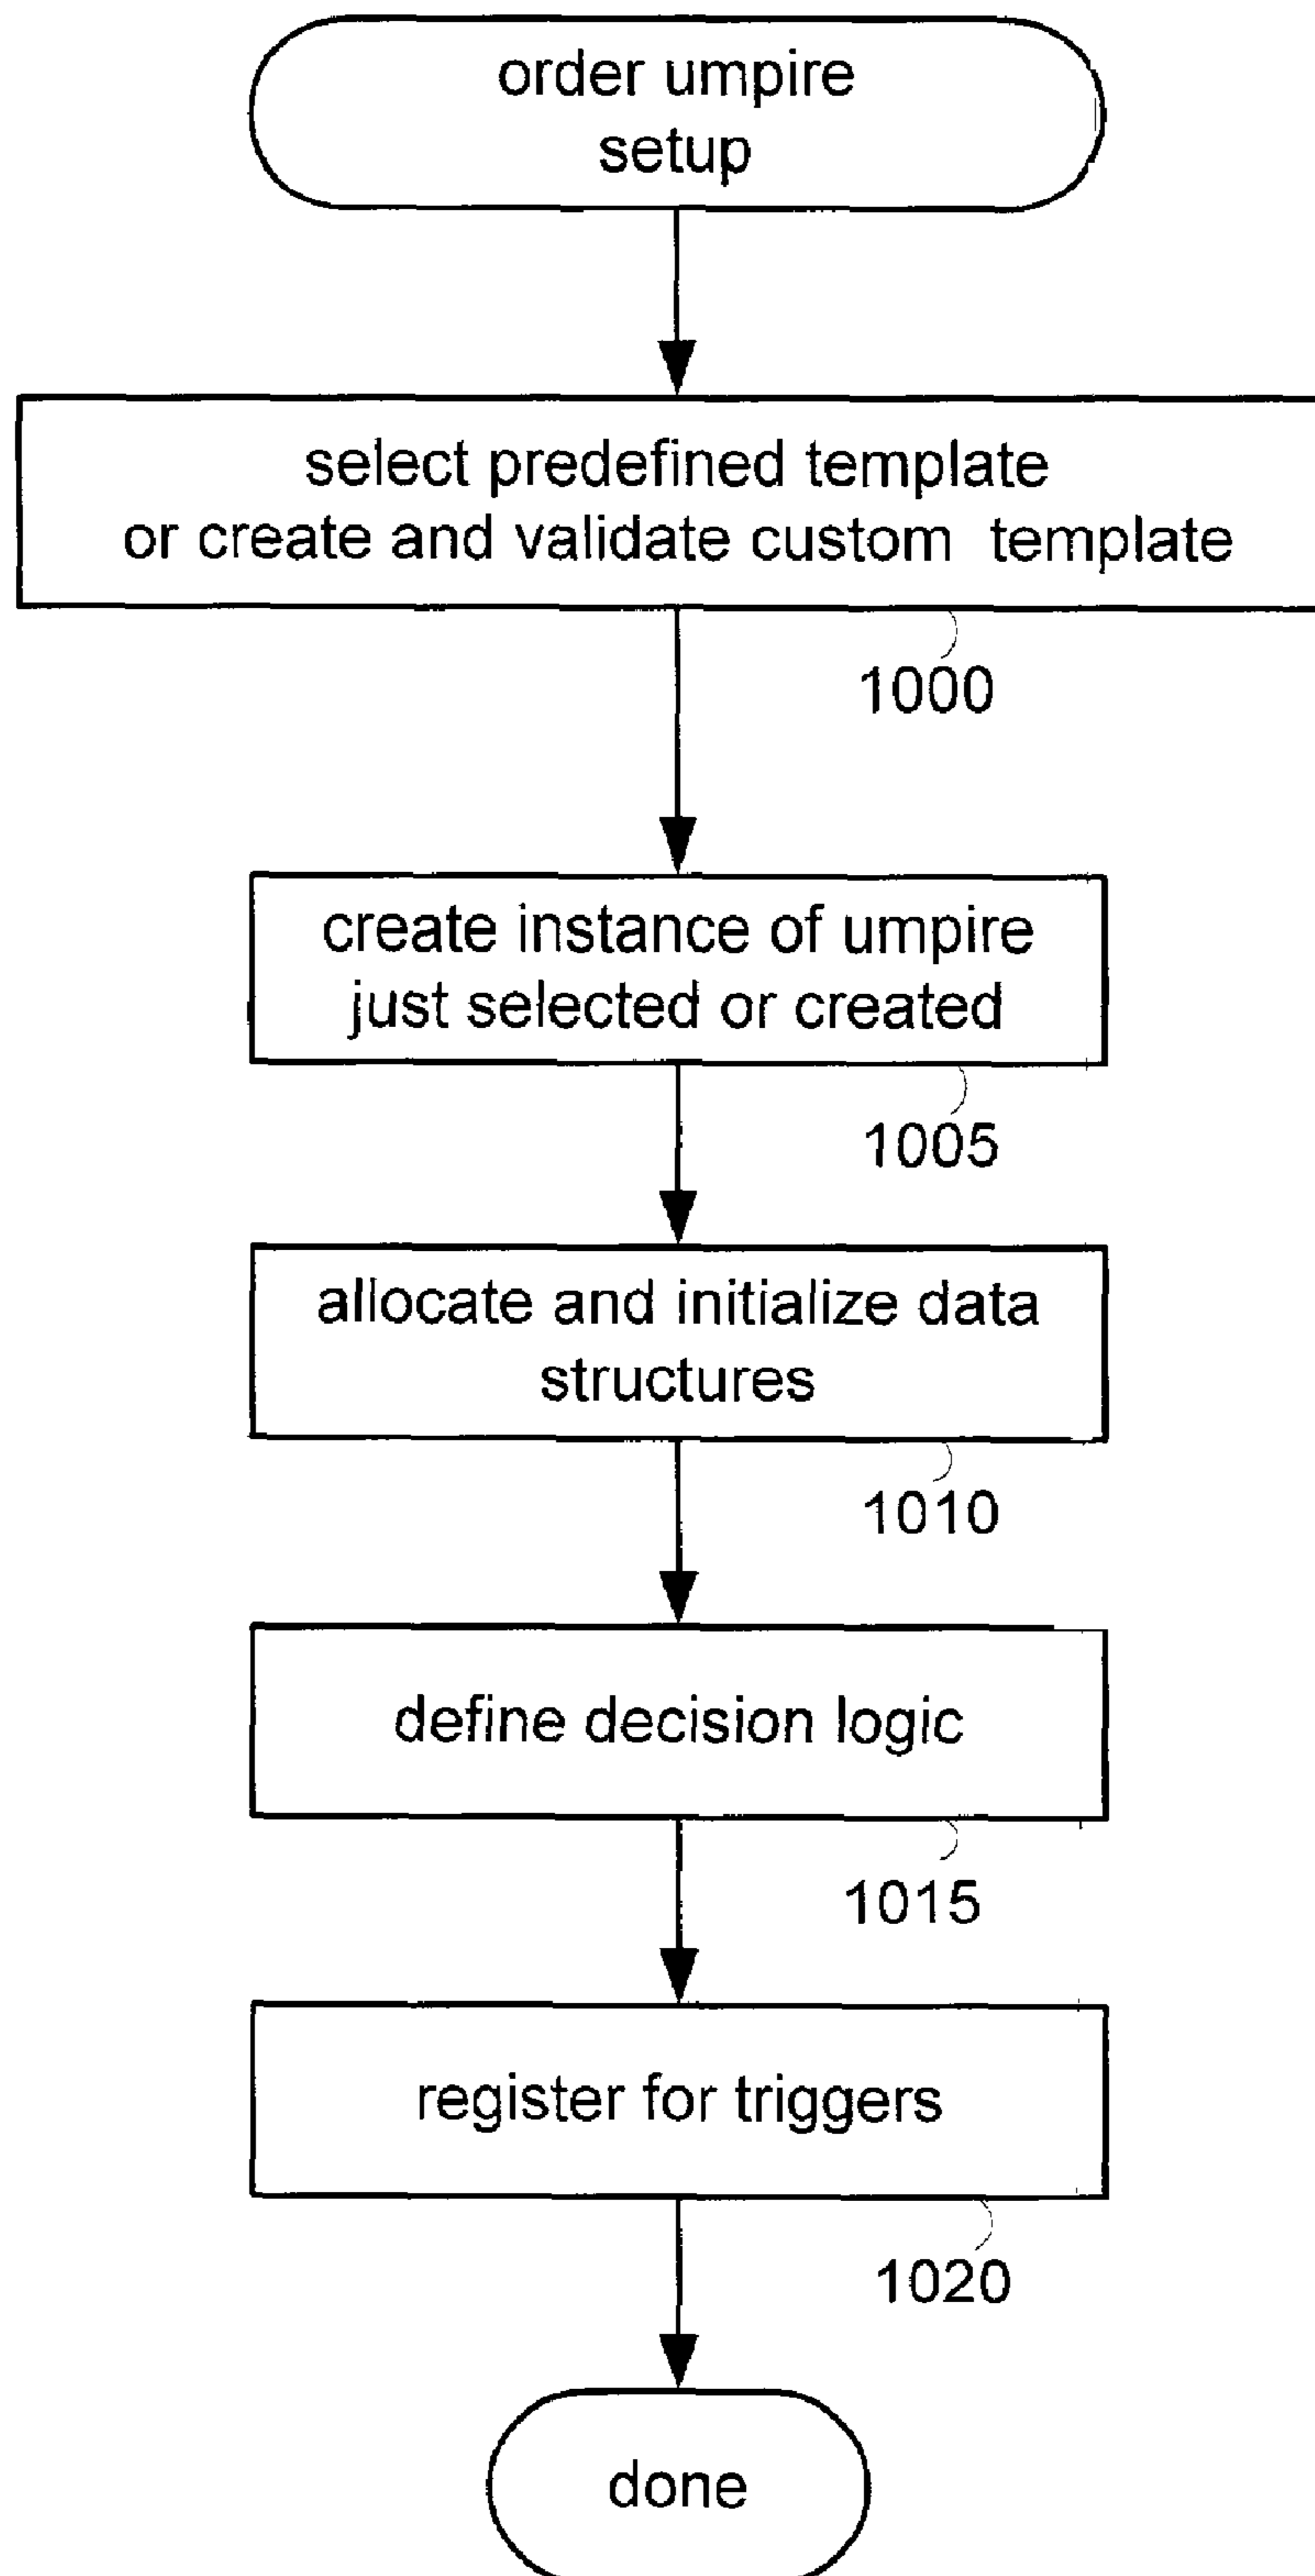 order umpire
setup
select predefined template
or create and validate custom template
1000
create instance of umpire
just selected or created
1005
allocate and initialize data
structures
1010
define decision logic
1015
register for triggers
1020
done